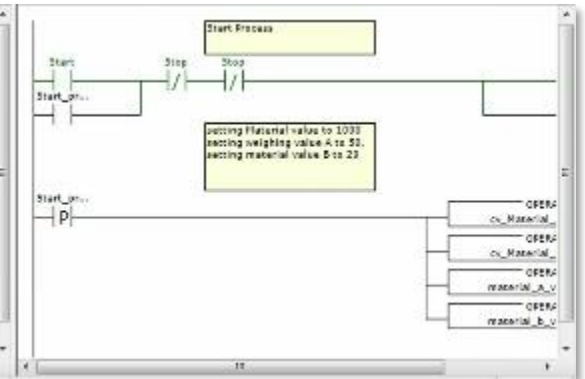 Start Process
Start
Stop
Stop
Start_pr...
setting Material value to 1000
setting weighing value A to 50.
setting material value B to 20
Start_pr...
P
OPERA
cv_Material_
OPERA
cv_Material_
OPERA
material_a_v
OPERA
material_b_v